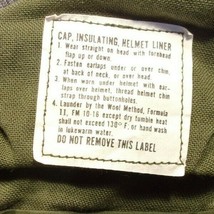 CAP, INSULATING, HELMET LINER
1. Wear straight on head with forehead
flap up or down.
2. Fasten earlaps under or over chin,
at back of neck, or over head.
3. When worn under helmet with ear
laps over helmet, thread helmet chin
strap through buttonholes.
4. Launder by the Wool Method, Formula
II, FM 10-16 except dry tumble heat
shall not exceed 130° F. or hand wash
in lukewarm water.
DO NOT REMOVE THIS LABEL